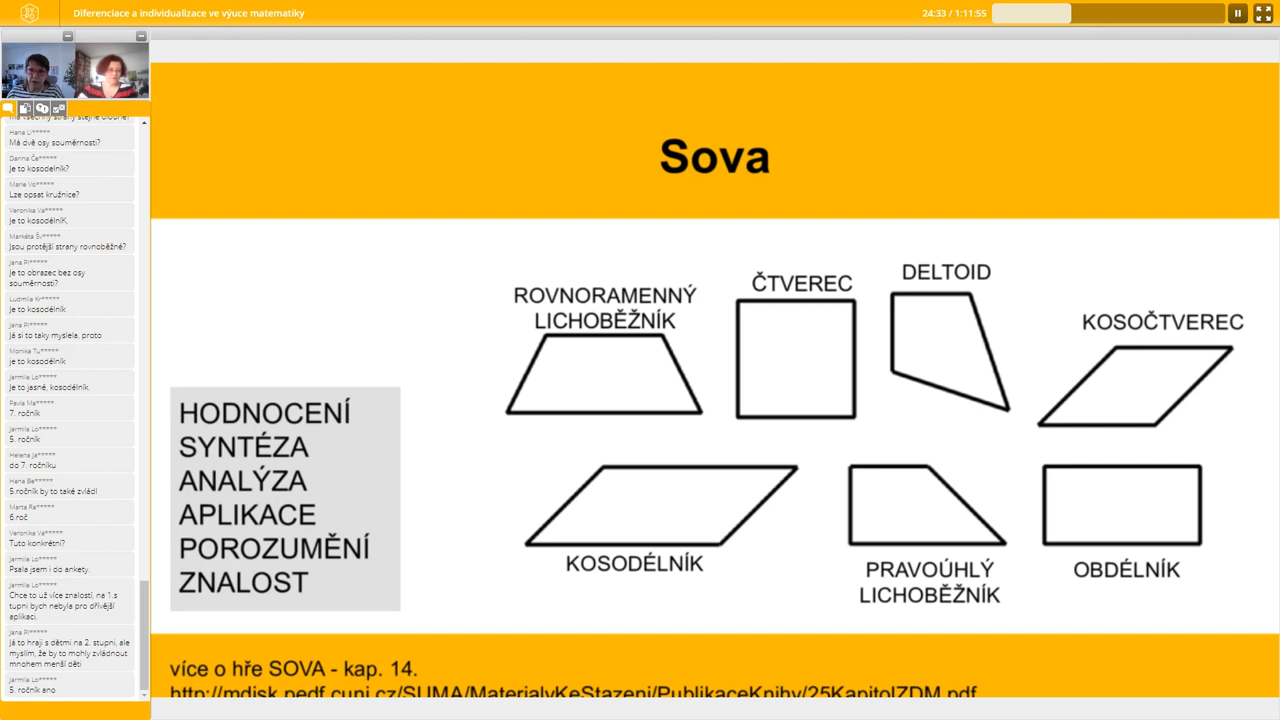 Diferenciace a individualizace ve výuce matematiky
24:33 / 1:11:55
Hana Li*****
Má dvě osy souměrnosti?
Darina Če*****
Je to kosodelník?
Marie Vo*****
Lze opsat kružnice?
Veronika Va*****
Je to kosodélníK,
Markéta Šv*****
Jsou protější strany rovnoběžné?
Jana Pl*****
Je to obrazec bez osy
souměrnosti?
Ludmila Kr*****
Je to kosodélník
Jana Pl*****
Já si to taky myslela, proto
Monika Tu*****
je to kosodélník
Jarmila Lo*****
Je to jasné, kosodélník.
Pavla Ma*****
7. ročník
Jarmila Lo*****
5. ročník
Helena Ja*****
do 7. ročníku
Hana Be*****
5.ročník by to také zvládl
Marta Ra*****
6.roč
Veronika Va*****
Tuto konkrétní?
Jarmila Lo*****
Psala jsem i do ankety.
Jarmila Lo*****
Chce to už více znalostí, na 1.s
tupni bych nebyla pro dřívější
aplikaci.
Jana Pl*****
Já to hraji s dětmi na 2. stupni, ale
myslím, že by to mohly zvládnout
mnohem menší děti
Jarmila Lo*****
5. ročník ano
Sova
HODNOCENÍ
SYNTÉZA
ANALÝZA
APLIKACE
POROZUMĚNÍ
ZNALOST
ROVNORAMENNÝ
LICHOBĚŽNÍK
ČTVEREC
DELTOID
KOSOČTVEREC
KOSODÉLNÍK
PRAVOÚHLÝ
LICHOBĚŽNÍK
OBDÉLNÍK
více o hře SOVA - kap. 14.
http://mdisk.pedf.cuni.cz/SUMA/MaterialyKeStazeni/PublikaceKnihy/25KapitolZDM.pdf